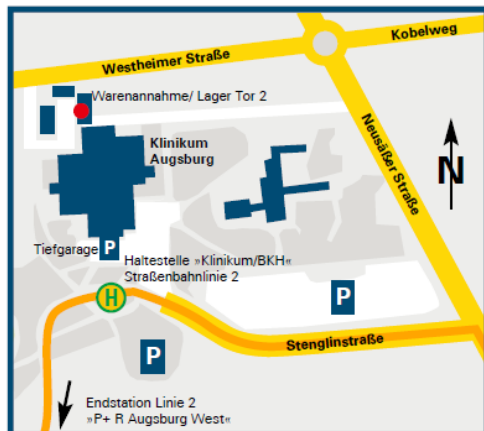 Kobelweg
Westheimer Straße
Warenannahme/ Lager Tor 2
Klinikum
Augsburg
Neusäßer Straße
N
Tiefgarage
P
Haltestelle »Klinikum/BKH«
Straßenbahnlinie 2
H
P
Stenglinstraße
P
Endstation Linie 2
»P+ R Augsburg West«